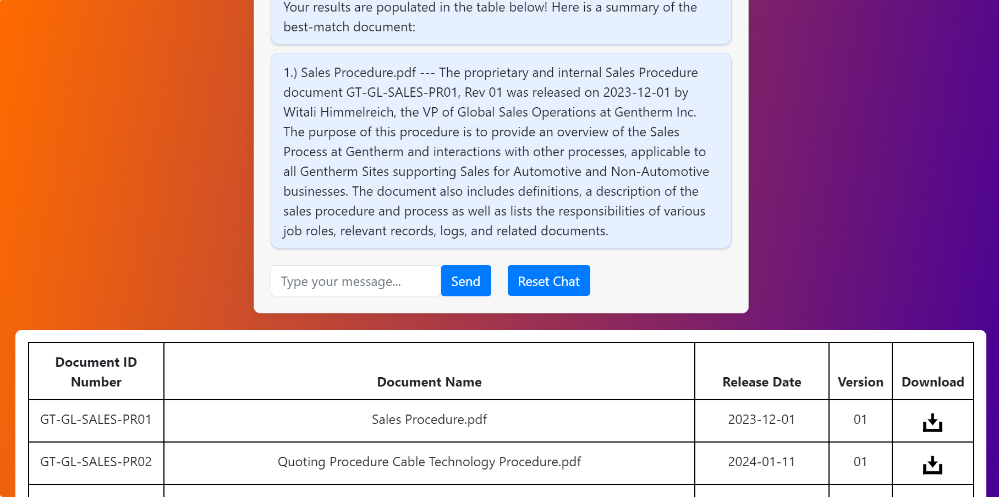 Your results are populated in the table below! Here is a summary of the
best-match document:
1.) Sales Procedure.pdf --- The proprietary and internal Sales Procedure
document GT-GL-SALES-PR01, Rev 01 was released on 2023-12-01 by
Witali Himmelreich, the VP of Global Sales Operations at Gentherm Inc.
The purpose of this procedure is to provide an overview of the Sales
Process at Gentherm and interactions with other processes, applicable to
all Gentherm Sites supporting Sales for Automotive and Non-Automotive
businesses. The document also includes definitions, a description of the
sales procedure and process as well as lists the responsibilities of various
job roles, relevant records, logs, and related documents.
Type your message... Send Reset Chat
Document ID
Number Document Name Release Date Version Download
GT-GL-SALES-PR01 Sales Procedure.pdf 2023-12-01 01
GT-GL-SALES-PR02 Quoting Procedure Cable Technology Procedure.pdf 2024-01-11 01